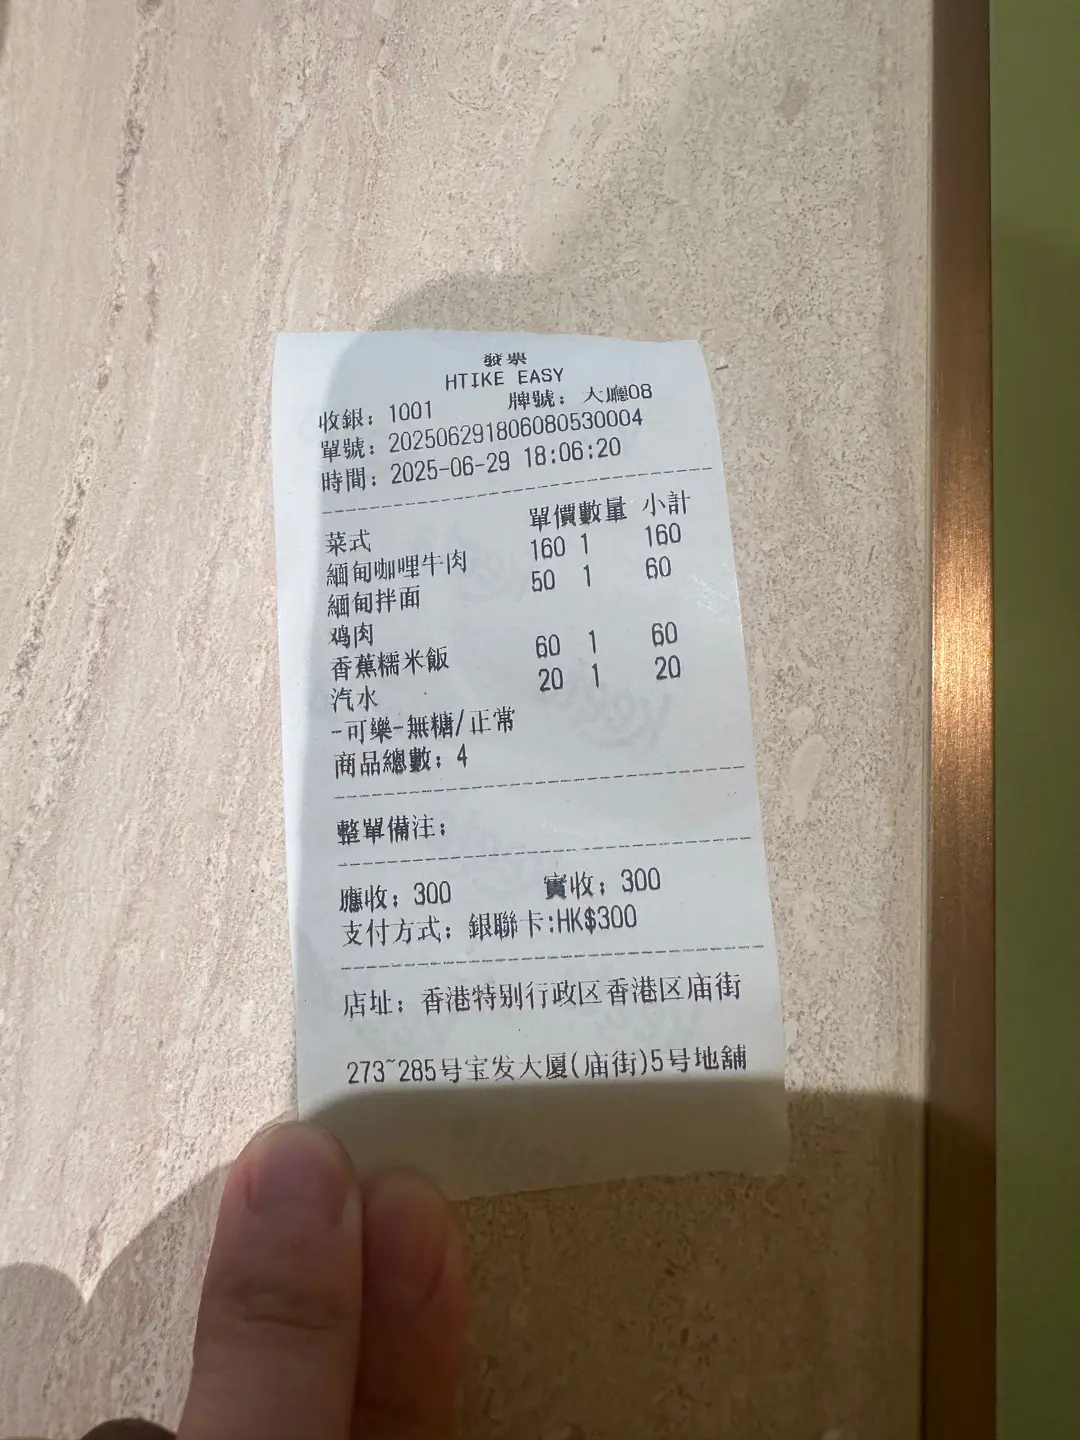 發票
HTIKE EASY
收銀：1001 牌號：大廳08
單號：202506291806080530004
時間：2025-06-29 18:06:20
菜式 單價數量 小計
緬甸咖哩牛肉 160 1 160
緬甸拌面 50 1 60
鸡肉
香蕉糯米飯 60 1 60
汽水 20 1 20
-可樂-無糖/正常
商品總數：4
整單備注：
應收：300 實收：300
支付方式：銀聯卡:HK$300
店址：香港特别行政区香港区庙街
273~285号宝发大厦(庙街)5号地舖